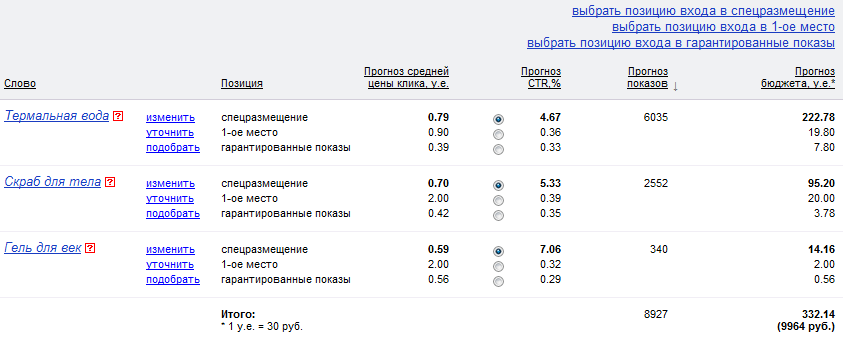 выбрать позицию входа в спецразмещение
выбрать позицию входа в 1-ое место
выбрать позицию входа в гарантированные показы
Слово Позиция Прогноз средней цены клика, у.е. Прогноз CTR,% Прогноз показов ↓ Прогноз бюджета, у.е.*
Термальная вода ? изменить спецразмещение 0.79 4.67 6035 222.78
уточнить 1-ое место 0.90 0.36 19.80
подобрать гарантированные показы 0.39 0.33 7.80
Скраб для тела ? изменить спецразмещение 0.70 5.33 2552 95.20
уточнить 1-ое место 2.00 0.39 20.00
подобрать гарантированные показы 0.42 0.35 3.78
Гель для век ? изменить спецразмещение 0.59 7.06 340 14.16
уточнить 1-ое место 2.00 0.32 2.00
подобрать гарантированные показы 0.56 0.29 0.56
Итого: 8927 332.14
* 1 у.е. = 30 руб. (9964 руб.)